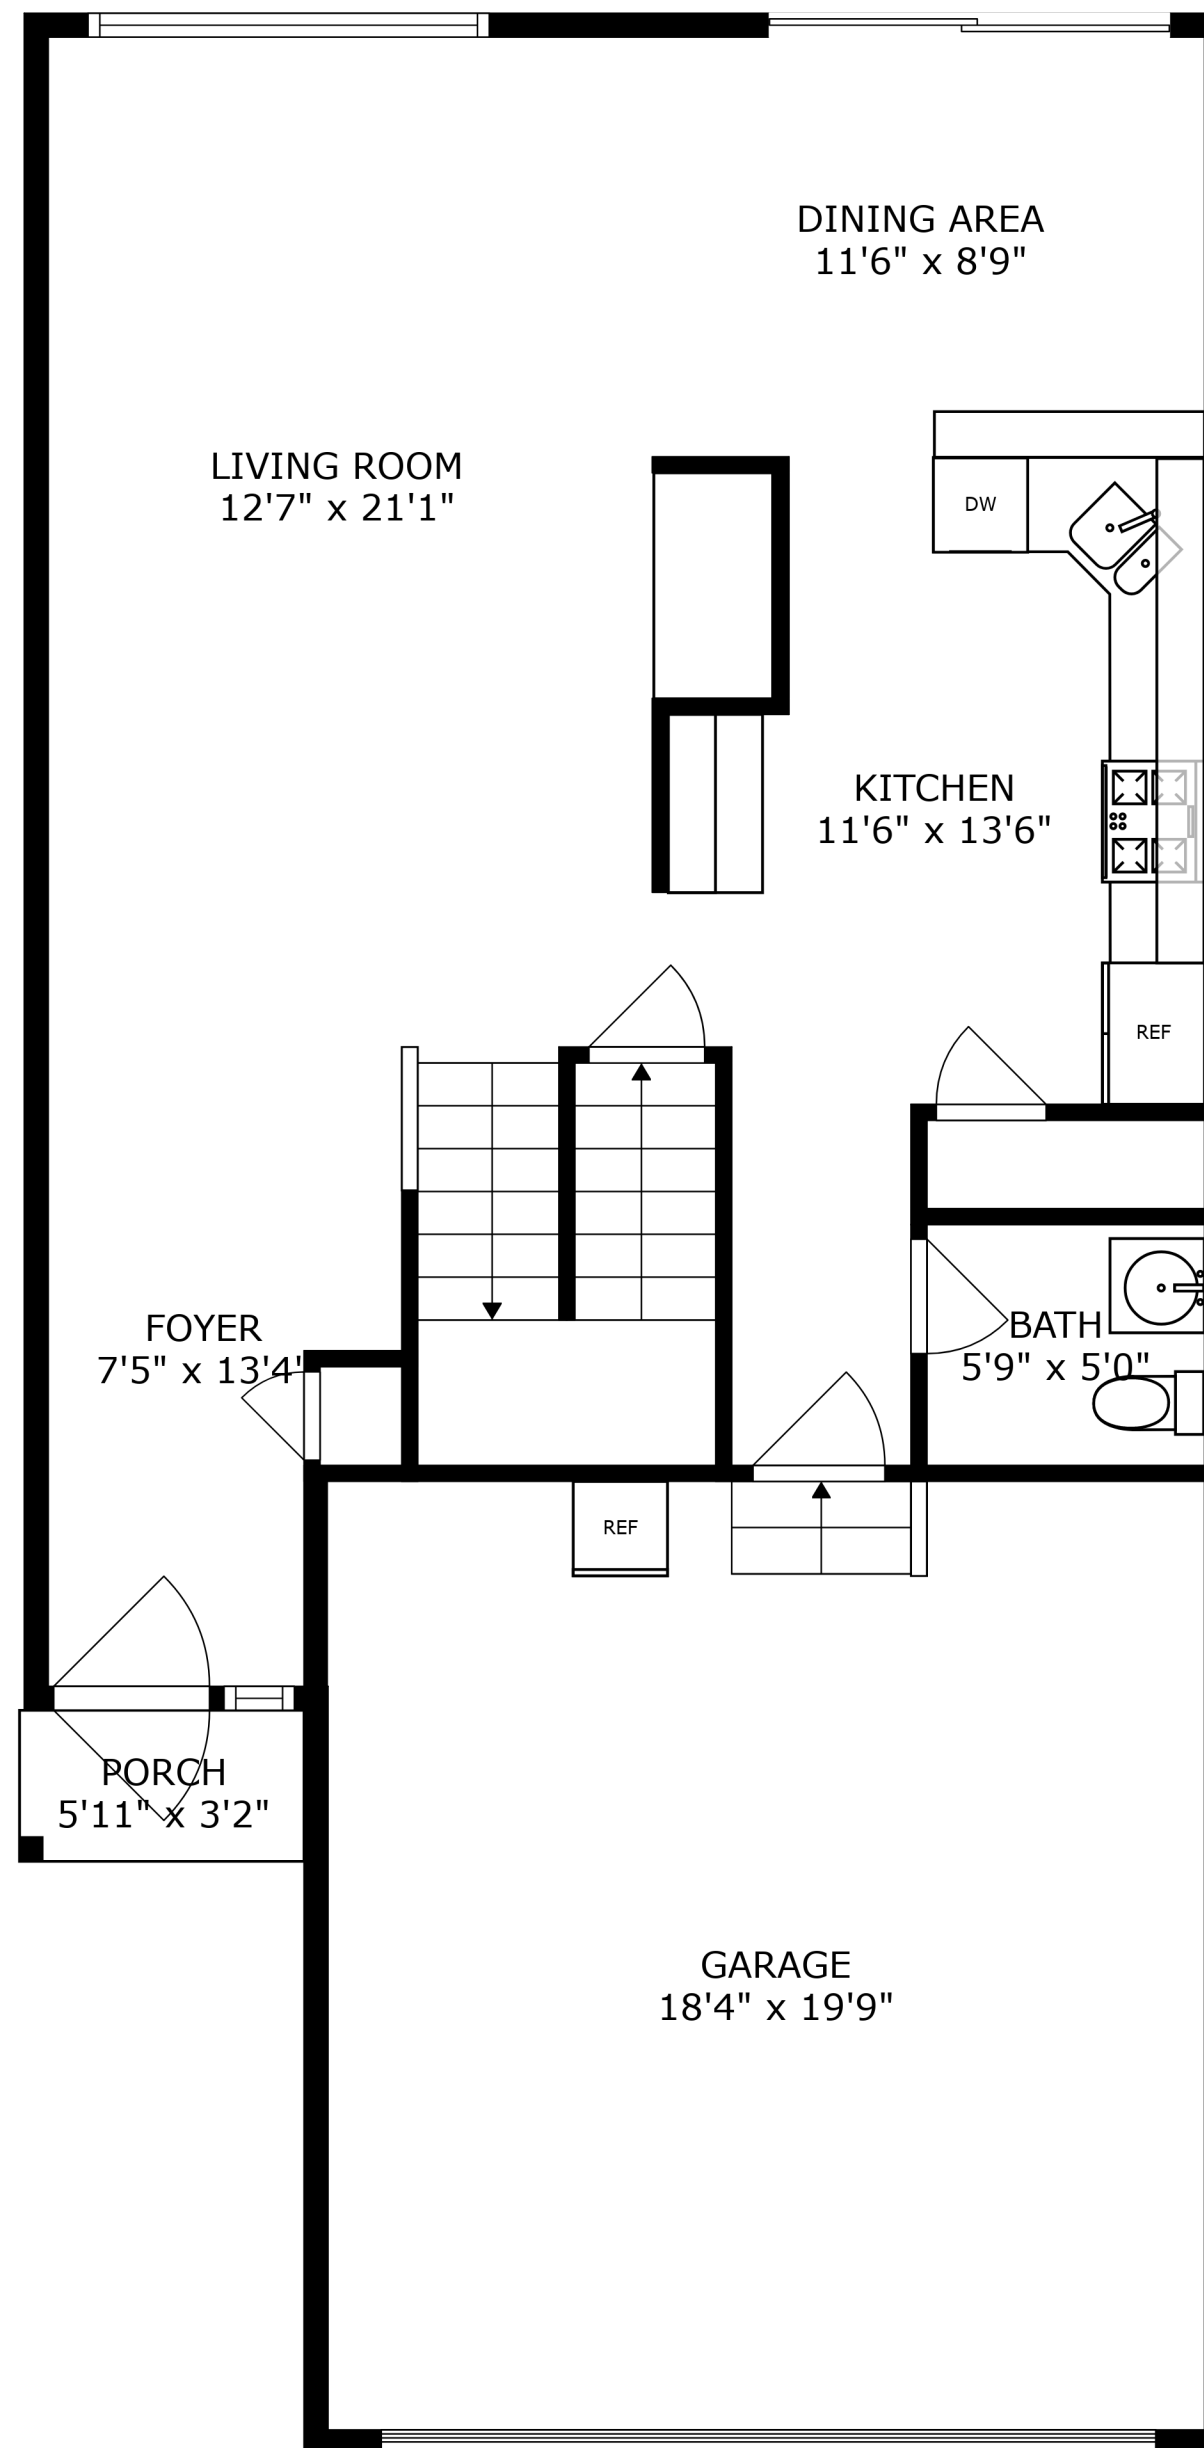 DINING AREA
11'6" x 8'9"
LIVING ROOM
12'7" x 21'1"
DW
KITCHEN
11'6" x 13'6"
REF
FOYER
7'5" x 13'4"
BATH
5'9" x 5'0"
REF
PORCH
5'11" x 3'2"
GARAGE
18'4" x 19'9"